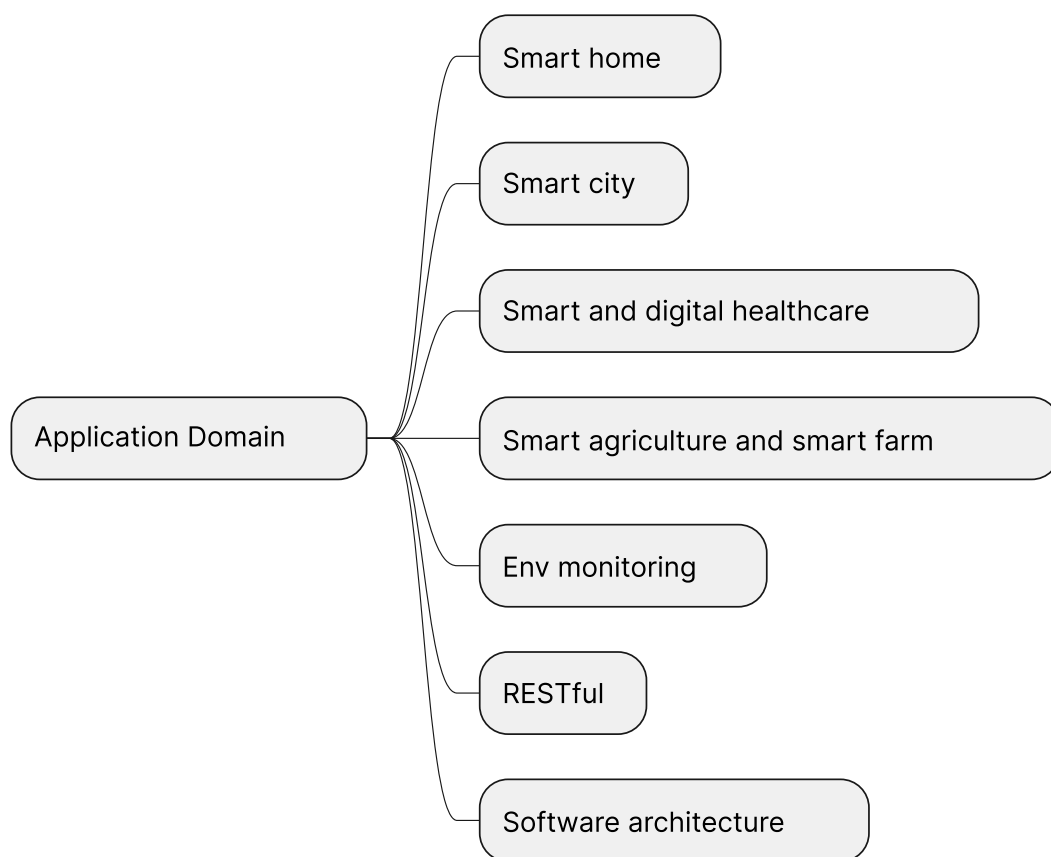 Smart home
Smart city
Smart and digital healthcare
Application Domain
Smart agriculture and smart farm
Env monitoring
RESTful
Software architecture